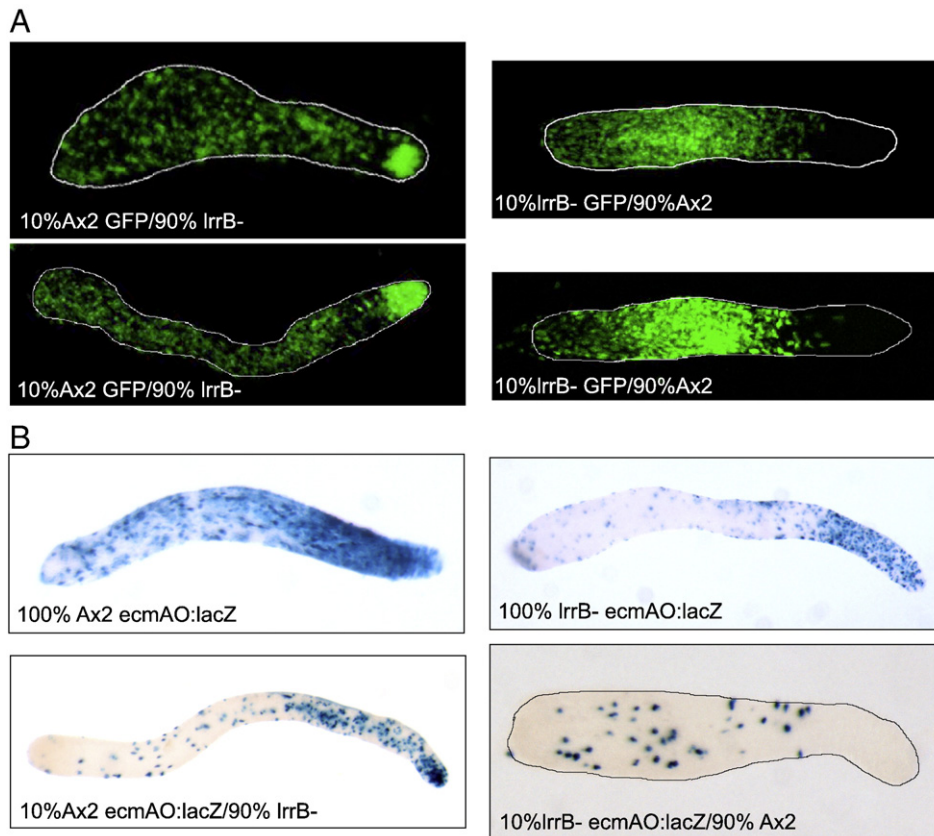 A
10%Ax2 GFP/90% lrrB-
10%lrrB- GFP/90%Ax2
10%Ax2 GFP/90% lrrB-
10%lrrB- GFP/90%Ax2
B
100% Ax2 ecmAO:lacZ
100% lrrB- ecmAO:lacZ
10%Ax2 ecmAO:lacZ/90% lrrB-
10%lrrB- ecmAO:lacZ/90% Ax2